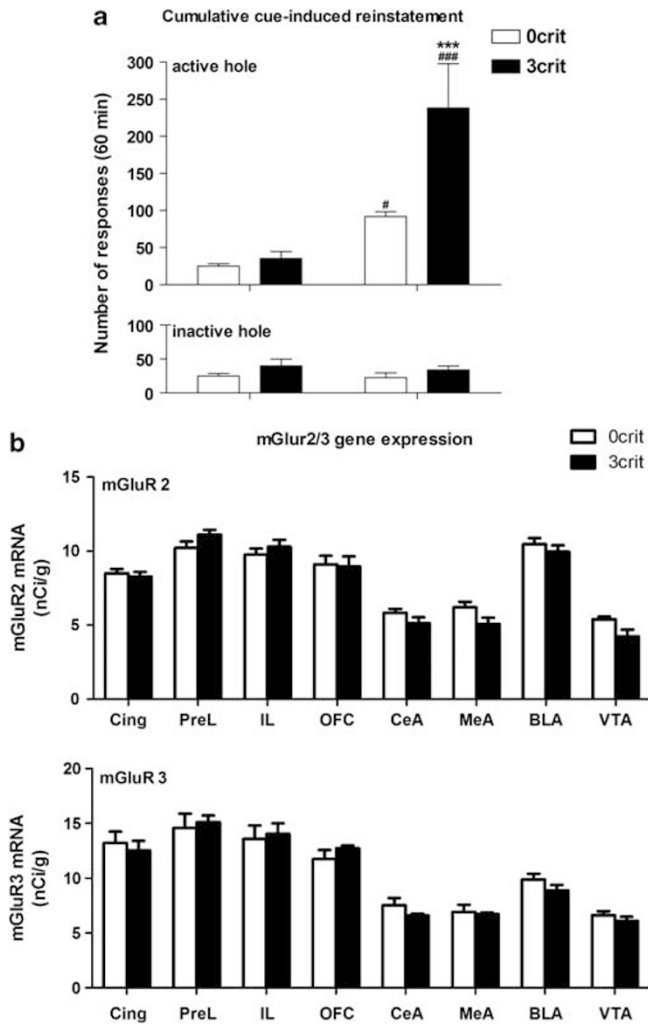 a
Cumulative cue-induced reinstatement
0crit
3crit
active hole
***
###
#
300
250
200
150
100
50
0
Number of responses (60 min)
inactive hole
100
50
0
b
mGlur2/3 gene expression
0crit
3crit
mGluR 2
15
10
5
0
mGluR2 mRNA
(nCi/g)
Cing PreL IL OFC CeA MeA BLA VTA
mGluR 3
20
15
10
5
0
mGluR3 mRNA
(nCi/g)
Cing PreL IL OFC CeA MeA BLA VTA